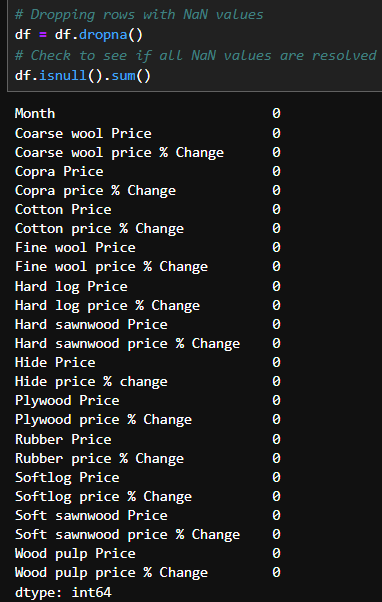 # Dropping rows with NaN values
df = df.dropna()
# Check to see if all NaN values are resolved
df.isnull().sum()
Month 0
Coarse wool Price 0
Coarse wool price % Change 0
Copra Price 0
Copra price % Change 0
Cotton Price 0
Cotton price % Change 0
Fine wool Price 0
Fine wool price % Change 0
Hard log Price 0
Hard log price % Change 0
Hard sawnwood Price 0
Hard sawnwood price % Change 0
Hide Price 0
Hide price % change 0
Plywood Price 0
Plywood price % Change 0
Rubber Price 0
Rubber price % Change 0
Softlog Price 0
Softlog price % Change 0
Soft sawnwood Price 0
Soft sawnwood price % Change 0
Wood pulp Price 0
Wood pulp price % Change 0
dtype: int64